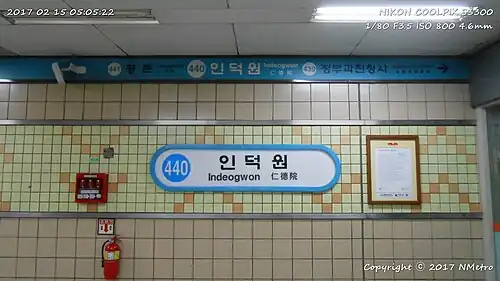 2017 02 15 05:05:22
NIKON COOLPIX S3300
1/80 F3.5 ISO 800 4.6mm
441 평촌 440 인덕원 Indeogwon 仁德院 439 정부과천청사
440 인덕원
Indeogwon 仁德院
Copyright © 2017 NMetro